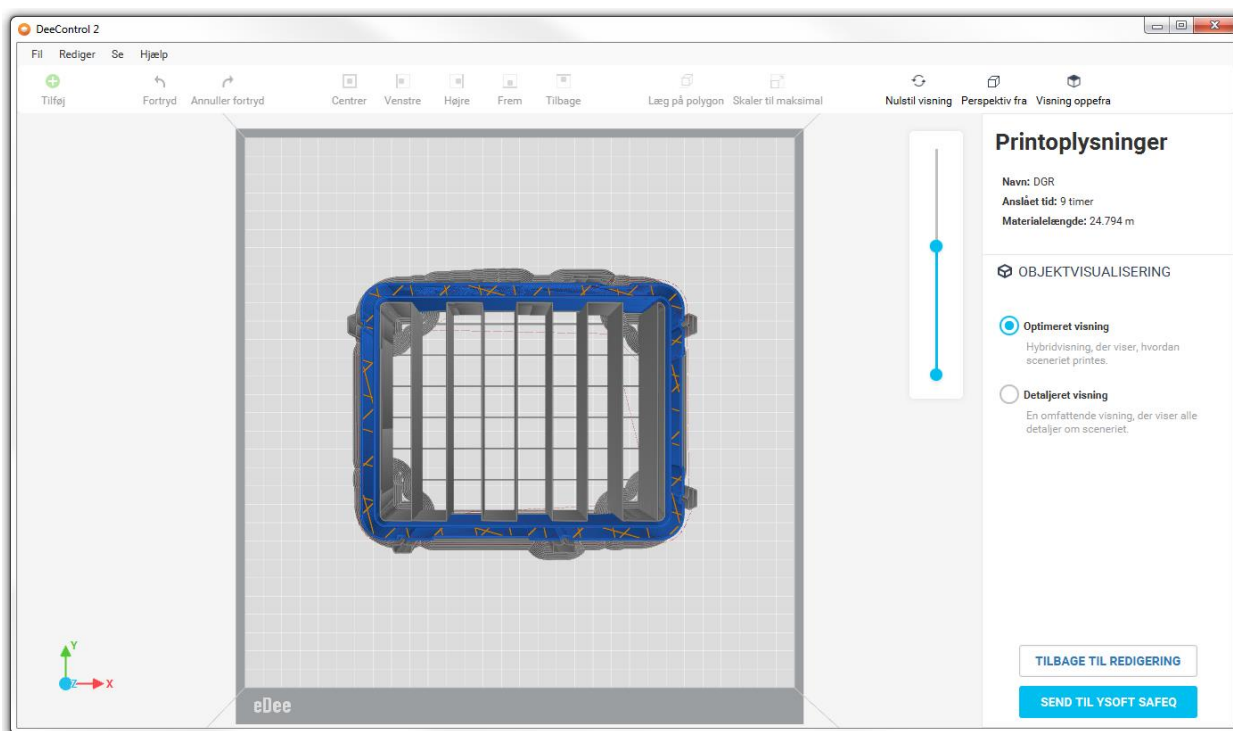 DeeControl 2
Fil Rediger Se Hjælp
Tilføj Fortryd Annuller fortryd Centrer Venstre Højre Frem Tilbage Læg på polygon Skaler til maksimal Nulstil visning Perspektiv fra Visning oppefra
Printoplysninger
Navn: DGR
Anslået tid: 9 timer
Materialelængde: 24.794 m
OBJEKTVISUALISERING
Optimeret visning
Hybridvisning, der viser, hvordan
sceneriet printes.
Detaljeret visning
En omfattende visning, der viser alle
detaljer om sceneriet.
Y
Z X
eDee
TILBAGE TIL REDIGERING
SEND TIL YSOFT SAFEQ